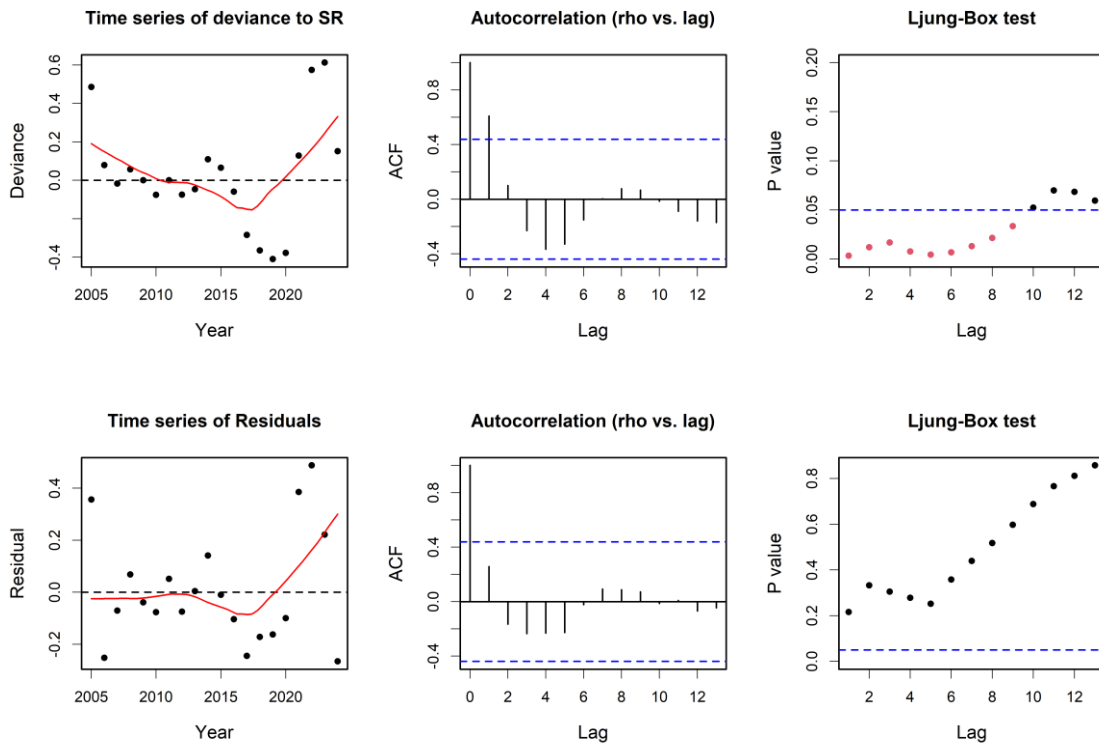 Time series of deviance to SR
Deviance
-0.4 0.0 0.2 0.4 0.6
2005 2010 2015 2020
Year
Autocorrelation (rho vs. lag)
ACF
-0.4 0.0 0.4 0.8
0 2 4 6 8 10 12
Lag
Ljung-Box test
P value
0.00 0.05 0.10 0.15 0.20
2 4 6 8 10 12
Lag
Time series of Residuals
Residual
-0.2 0.0 0.2 0.4
2005 2010 2015 2020
Year
Autocorrelation (rho vs. lag)
ACF
-0.4 0.0 0.4 0.8
0 2 4 6 8 10 12
Lag
Ljung-Box test
P value
0.0 0.2 0.4 0.6 0.8
2 4 6 8 10 12
Lag